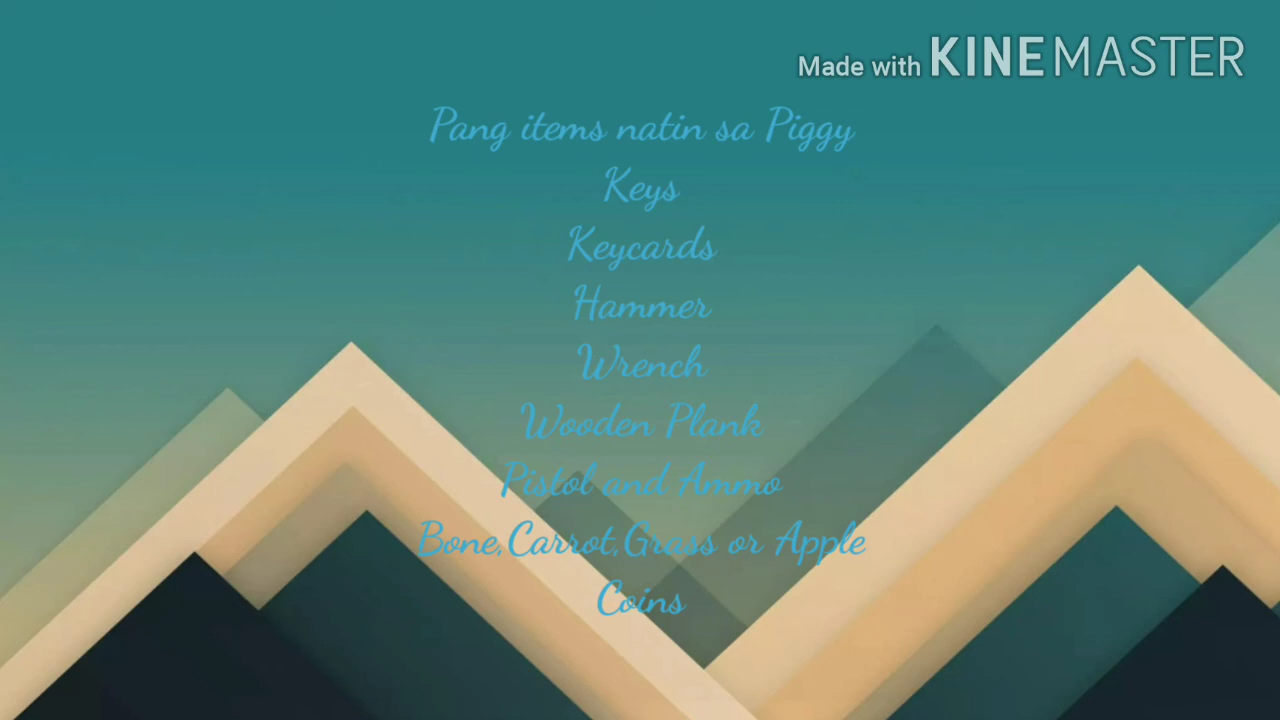 Made with KINEMASTER
Pang items natin sa Piggy
Keys
Keycards
Hammer
Wrench
Wooden Plank
Pistol and Ammo
Bone,Carrot,Grass or Apple
Coins